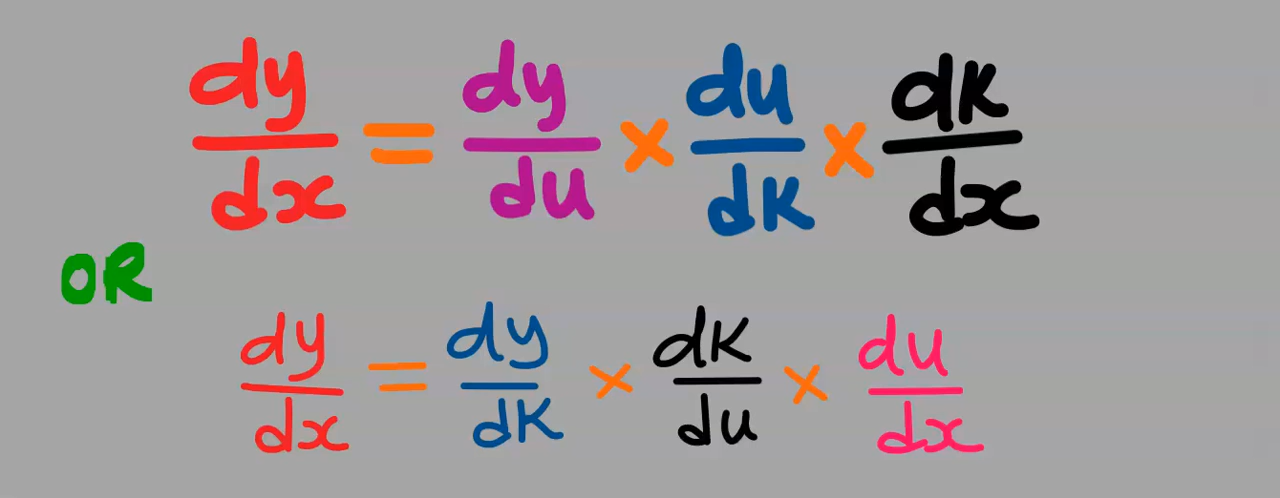 dy/dx = dy/du × du/dk × dk/dx
OR
dy/dx = dy/dk × dk/du × du/dx